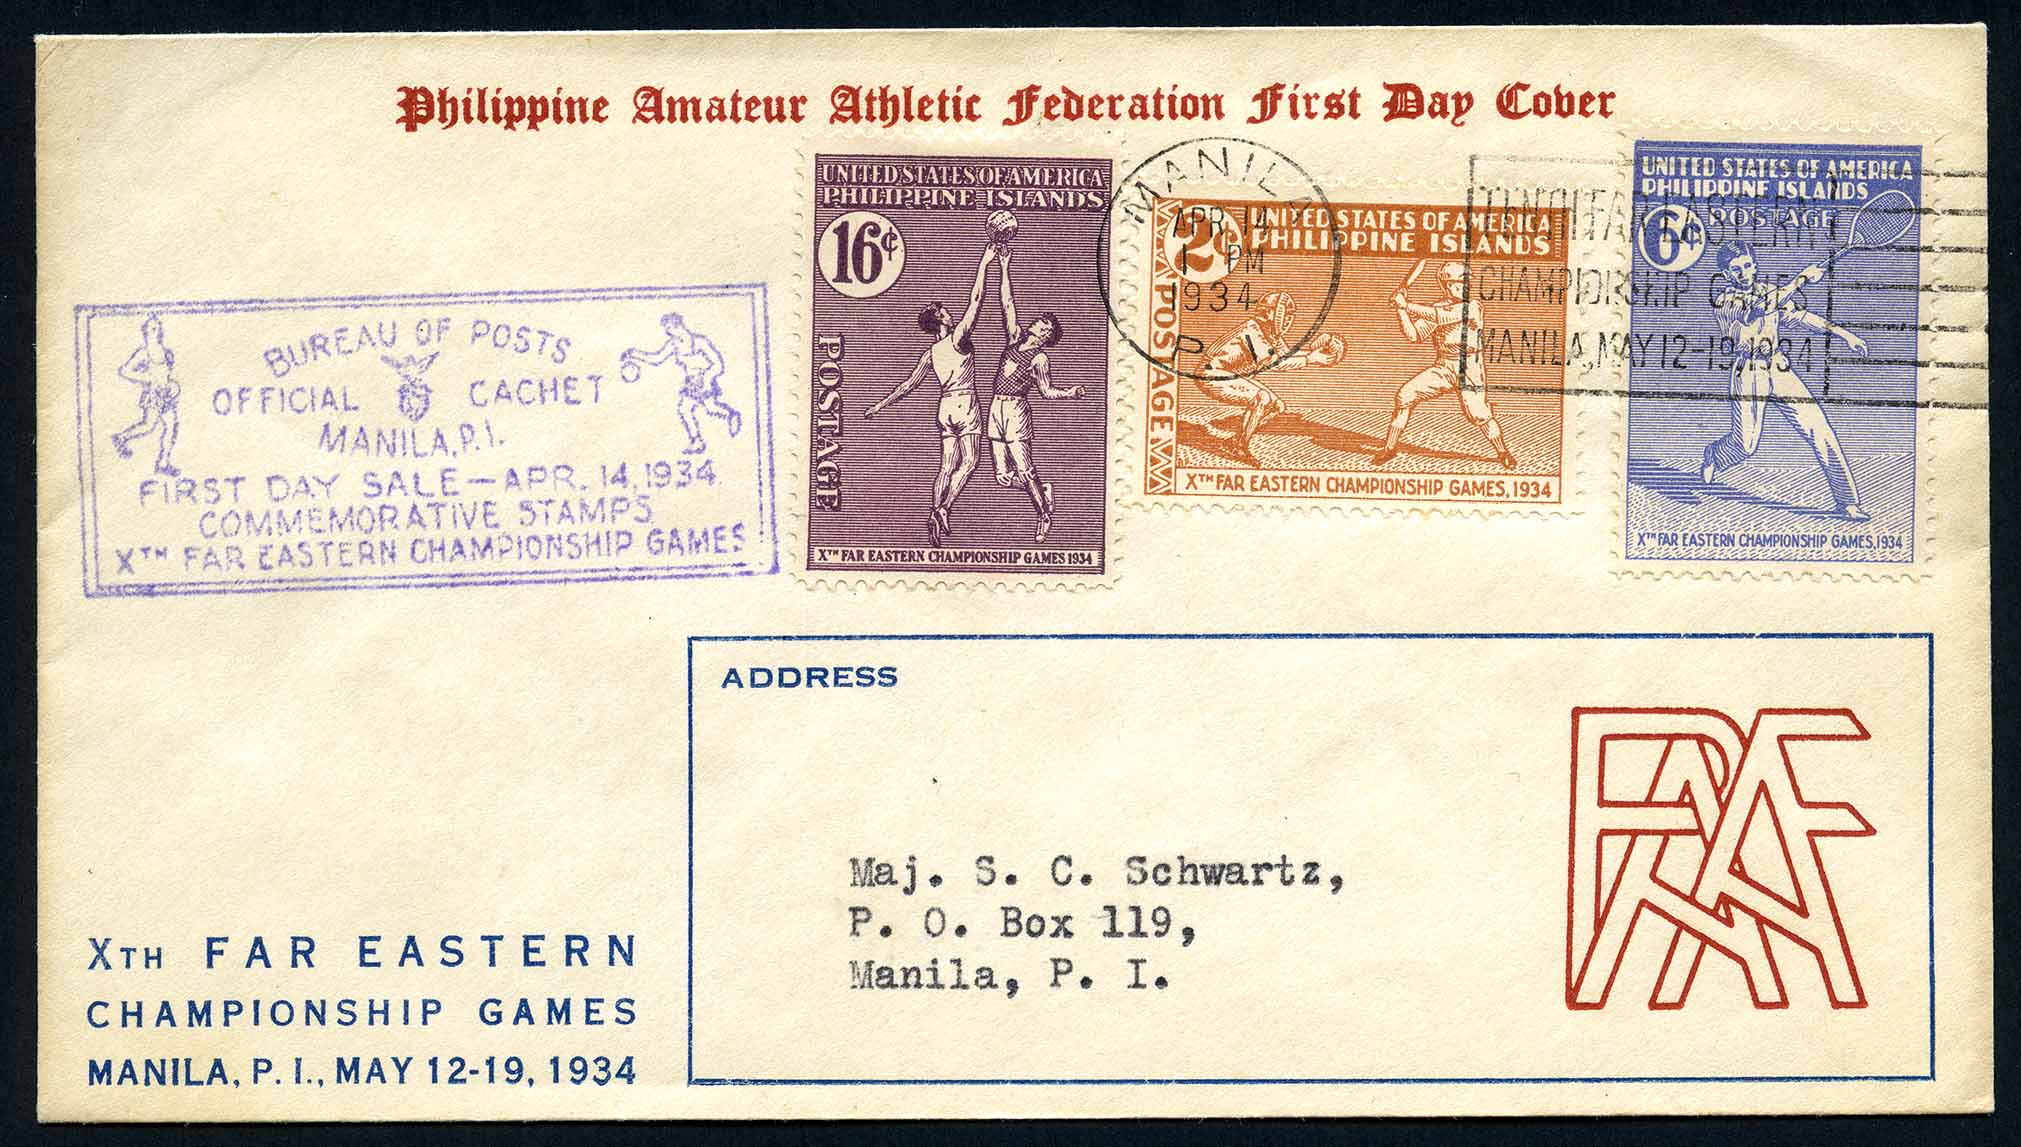 Philippine Amateur Athletic Federation First Day Cover
BUREAU OF POSTS
OFFICIAL CACHET
MANILA, P.I.
FIRST DAY SALE—APR. 14, 1934
COMMEMORATIVE STAMPS
XTH FAR EASTERN CHAMPIONSHIP GAMES
UNITED STATES OF AMERICA
PHILIPPINE ISLANDS
16¢
POSTAGE
XTH FAR EASTERN CHAMPIONSHIP GAMES 1934
MANILA
APR 14
1 PM
1934
P. I.
UNITED STATES OF AMERICA
PHILIPPINE ISLANDS
2¢
POSTAGE
XTH FAR EASTERN CHAMPIONSHIP GAMES, 1934
TENTH FAR EASTERN
CHAMPIONSHIP GAMES
MANILA, MAY 12-19, 1934
UNITED STATES OF AMERICA
PHILIPPINE ISLANDS
POSTAGE
6¢
XTH FAR EASTERN CHAMPIONSHIP GAMES, 1934
ADDRESS
PAAF
Maj. S. C. Schwartz,
P. O. Box 119,
Manila, P. I.
XTH FAR EASTERN
CHAMPIONSHIP GAMES
MANILA, P. I., MAY 12-19, 1934